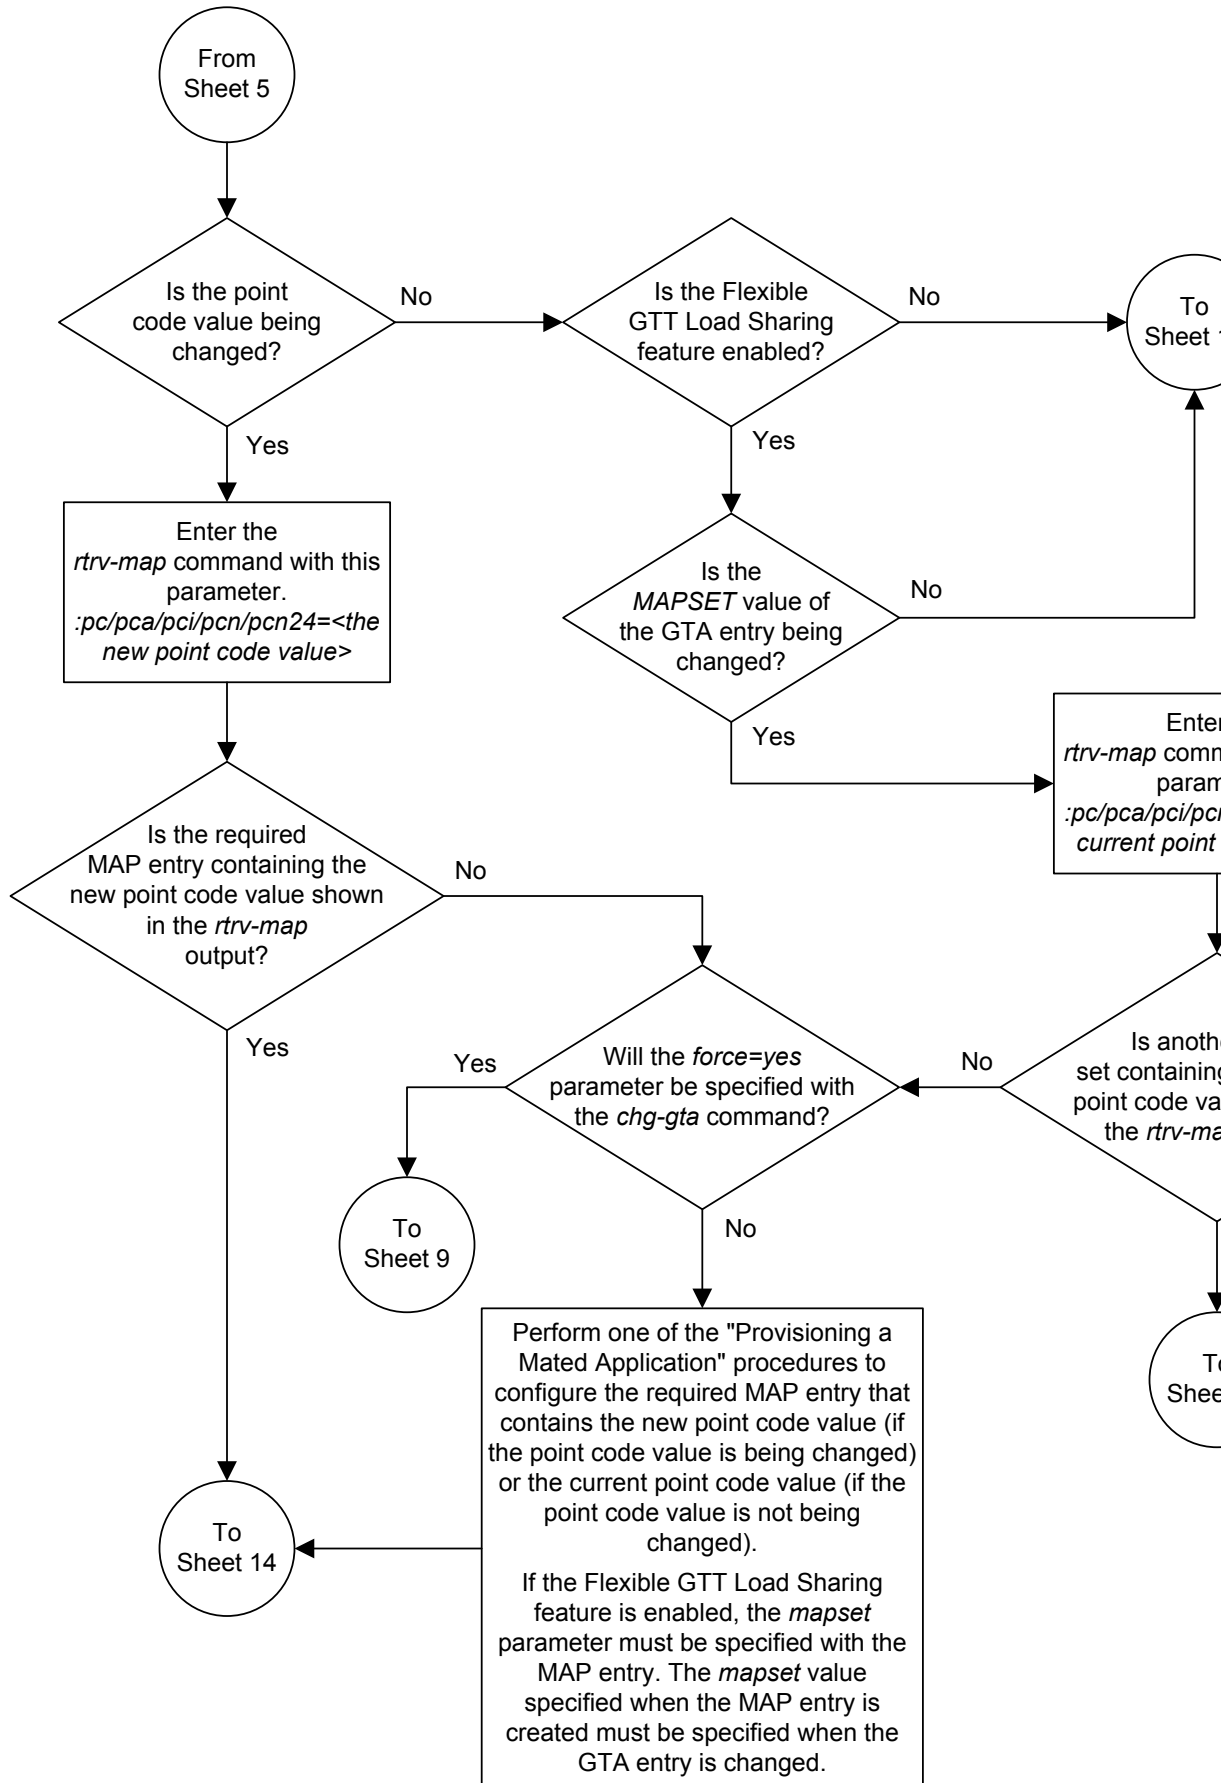 From
Sheet 5
Is the point
code value being
changed?
No
Is the Flexible
GTT Load Sharing
feature enabled?
No
To
Sheet
Yes
Yes
Enter the
rtrv-map command with this
parameter.
:pc/pca/pci/pcn/pcn24=<the
new point code value>
Is the
MAPSET value of
the GTA entry being
changed?
No
Yes
Enter
rtrv-map
:pc/pca/pci/
current point
Is the required
MAP entry containing the
new point code value shown
in the rtrv-map
output?
No
Yes
Will the force=yes
parameter be specified with
the chg-gta command?
Yes
No
No
Is
set
point code
the
To
Sheet 9
To
Perform one of the "Provisioning a
Mated Application" procedures to
configure the required MAP entry that
contains the new point code value (if
the point code value is being changed)
or the current point code value (if the
point code value is not being
changed).
If the Flexible GTT Load Sharing
feature is enabled, the mapset
parameter must be specified with the
MAP entry. The mapset value
specified when the MAP entry is
created must be specified when the
GTA entry is changed.
To
Sheet 14